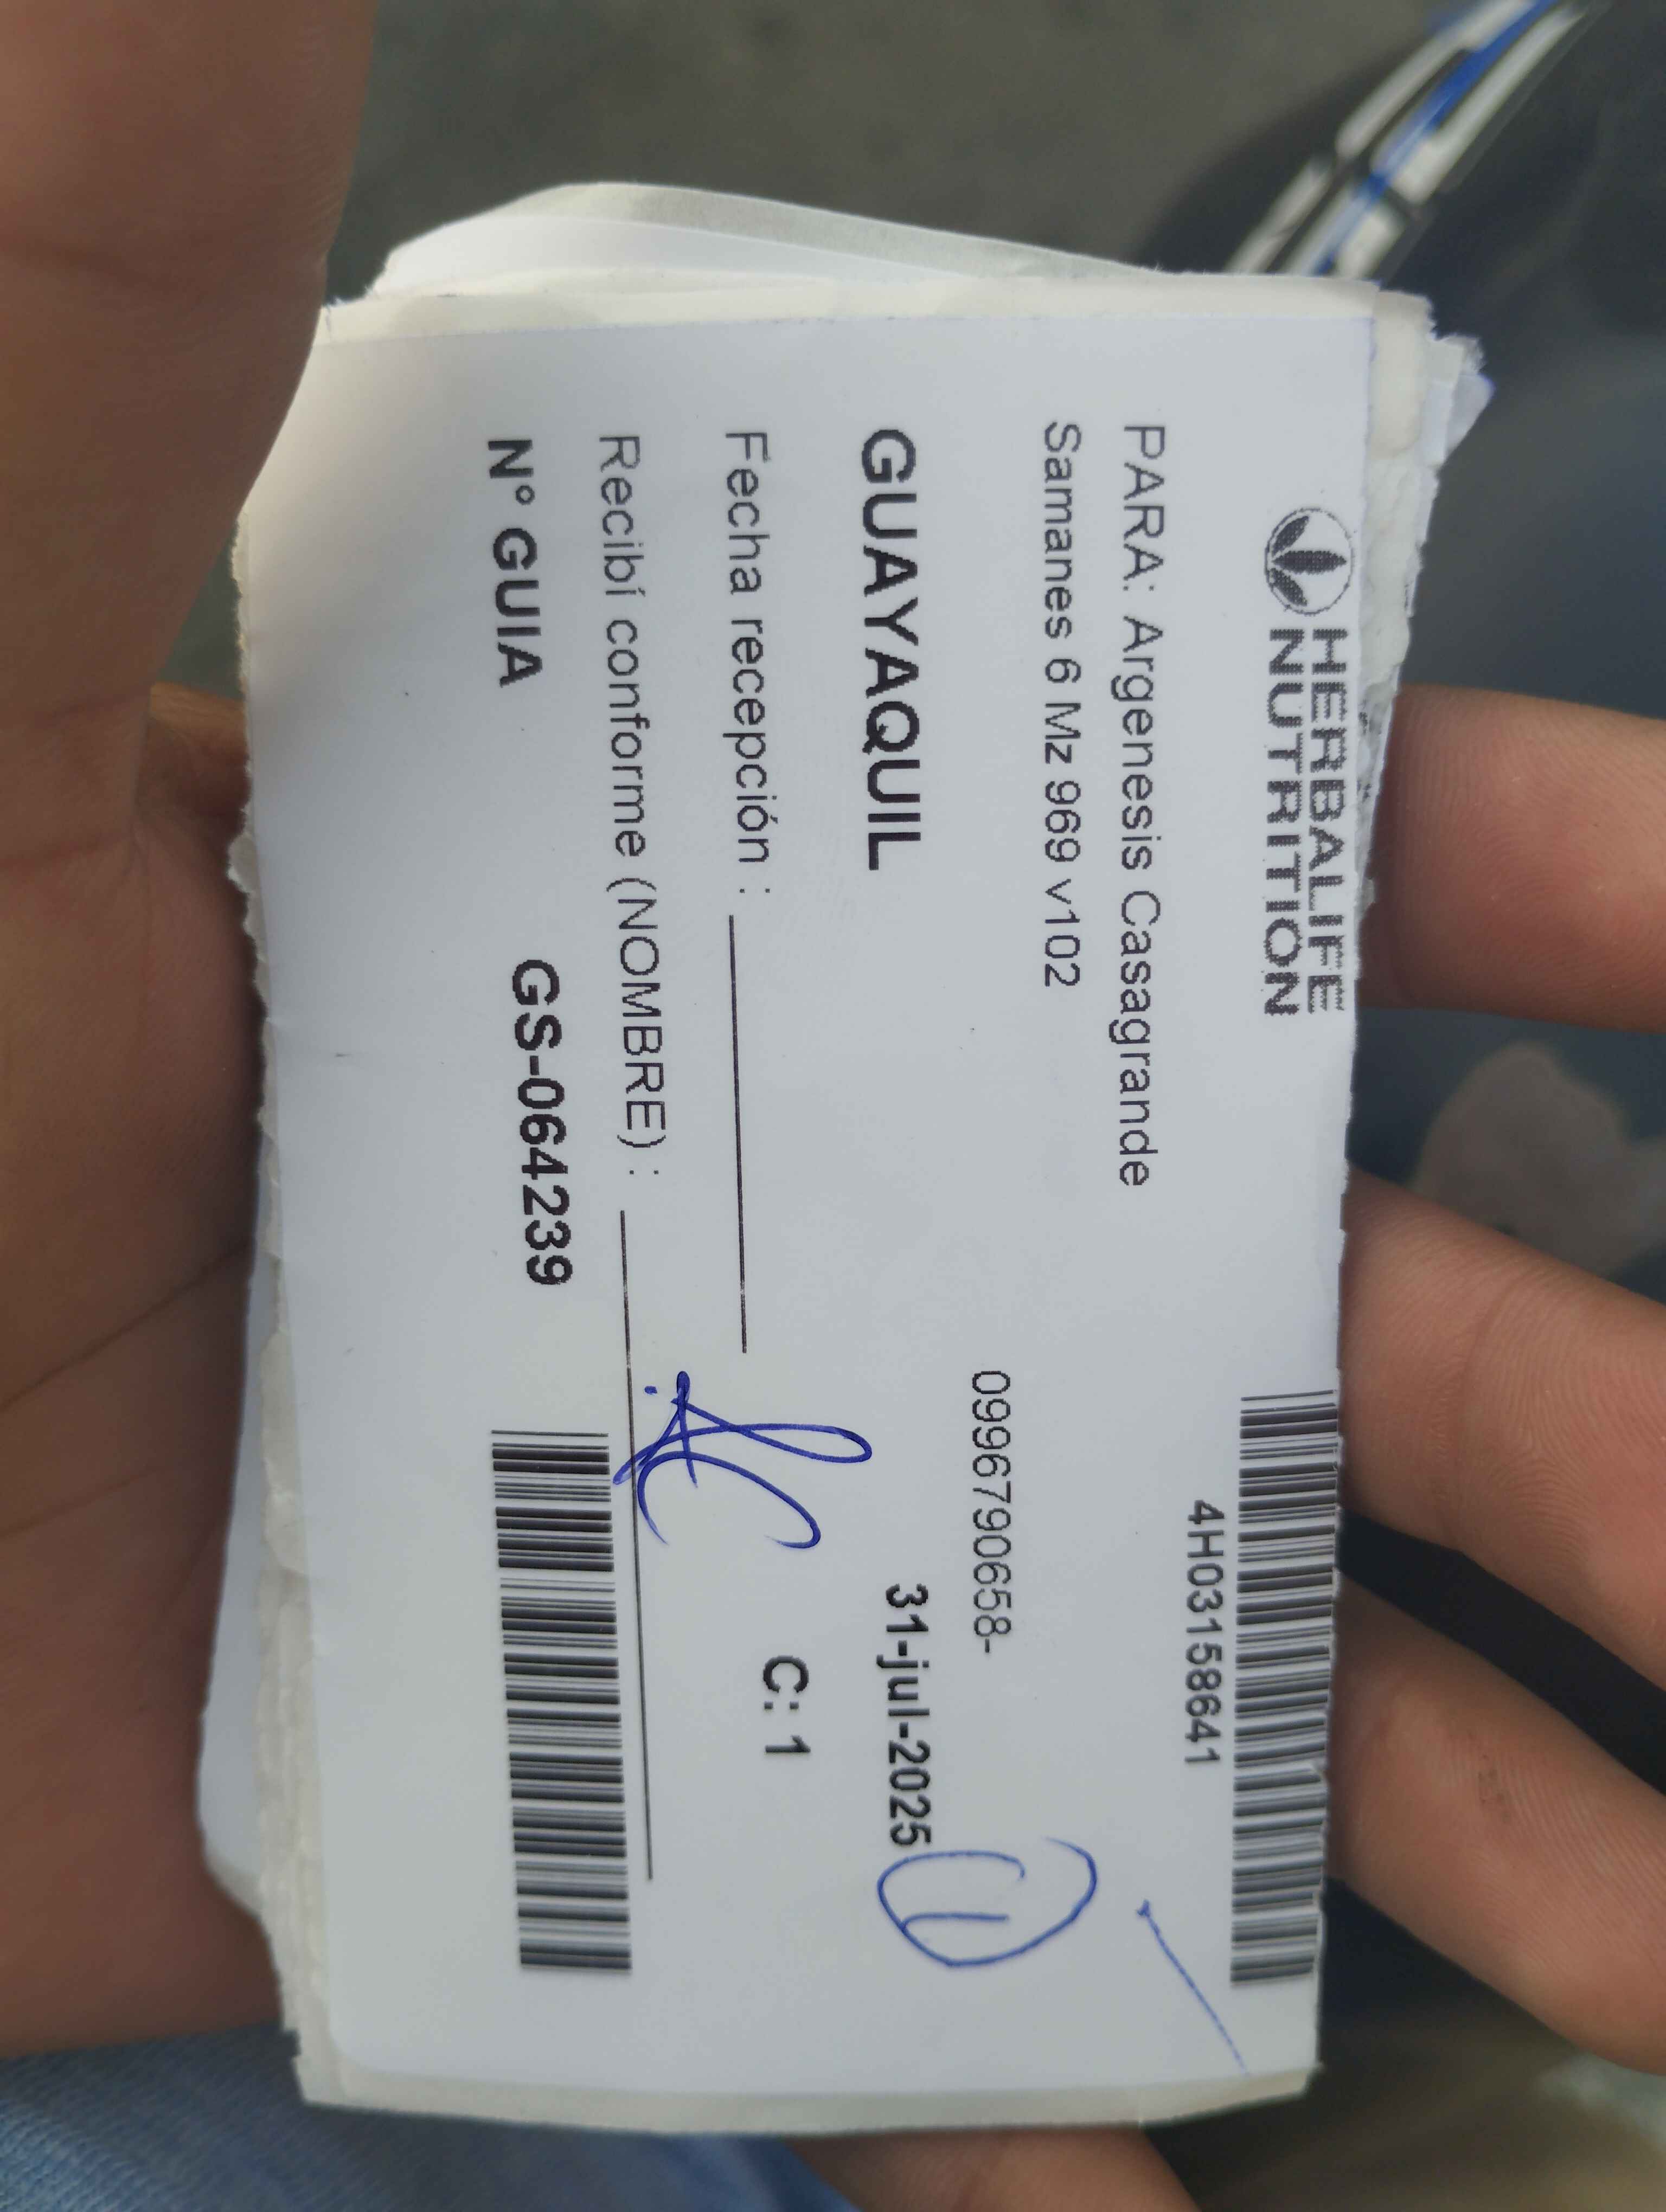 HERBALIFE
NUTRITION
4H03158641
PARA: Argenesis Casagrande
Samanes 6 Mz 969 v102
0996790658-
GUAYAQUIL
31-jul-2025
Fecha recepción :
C: 1
Recibí conforme (NOMBRE) :
AC
N° GUIA
GS-064239